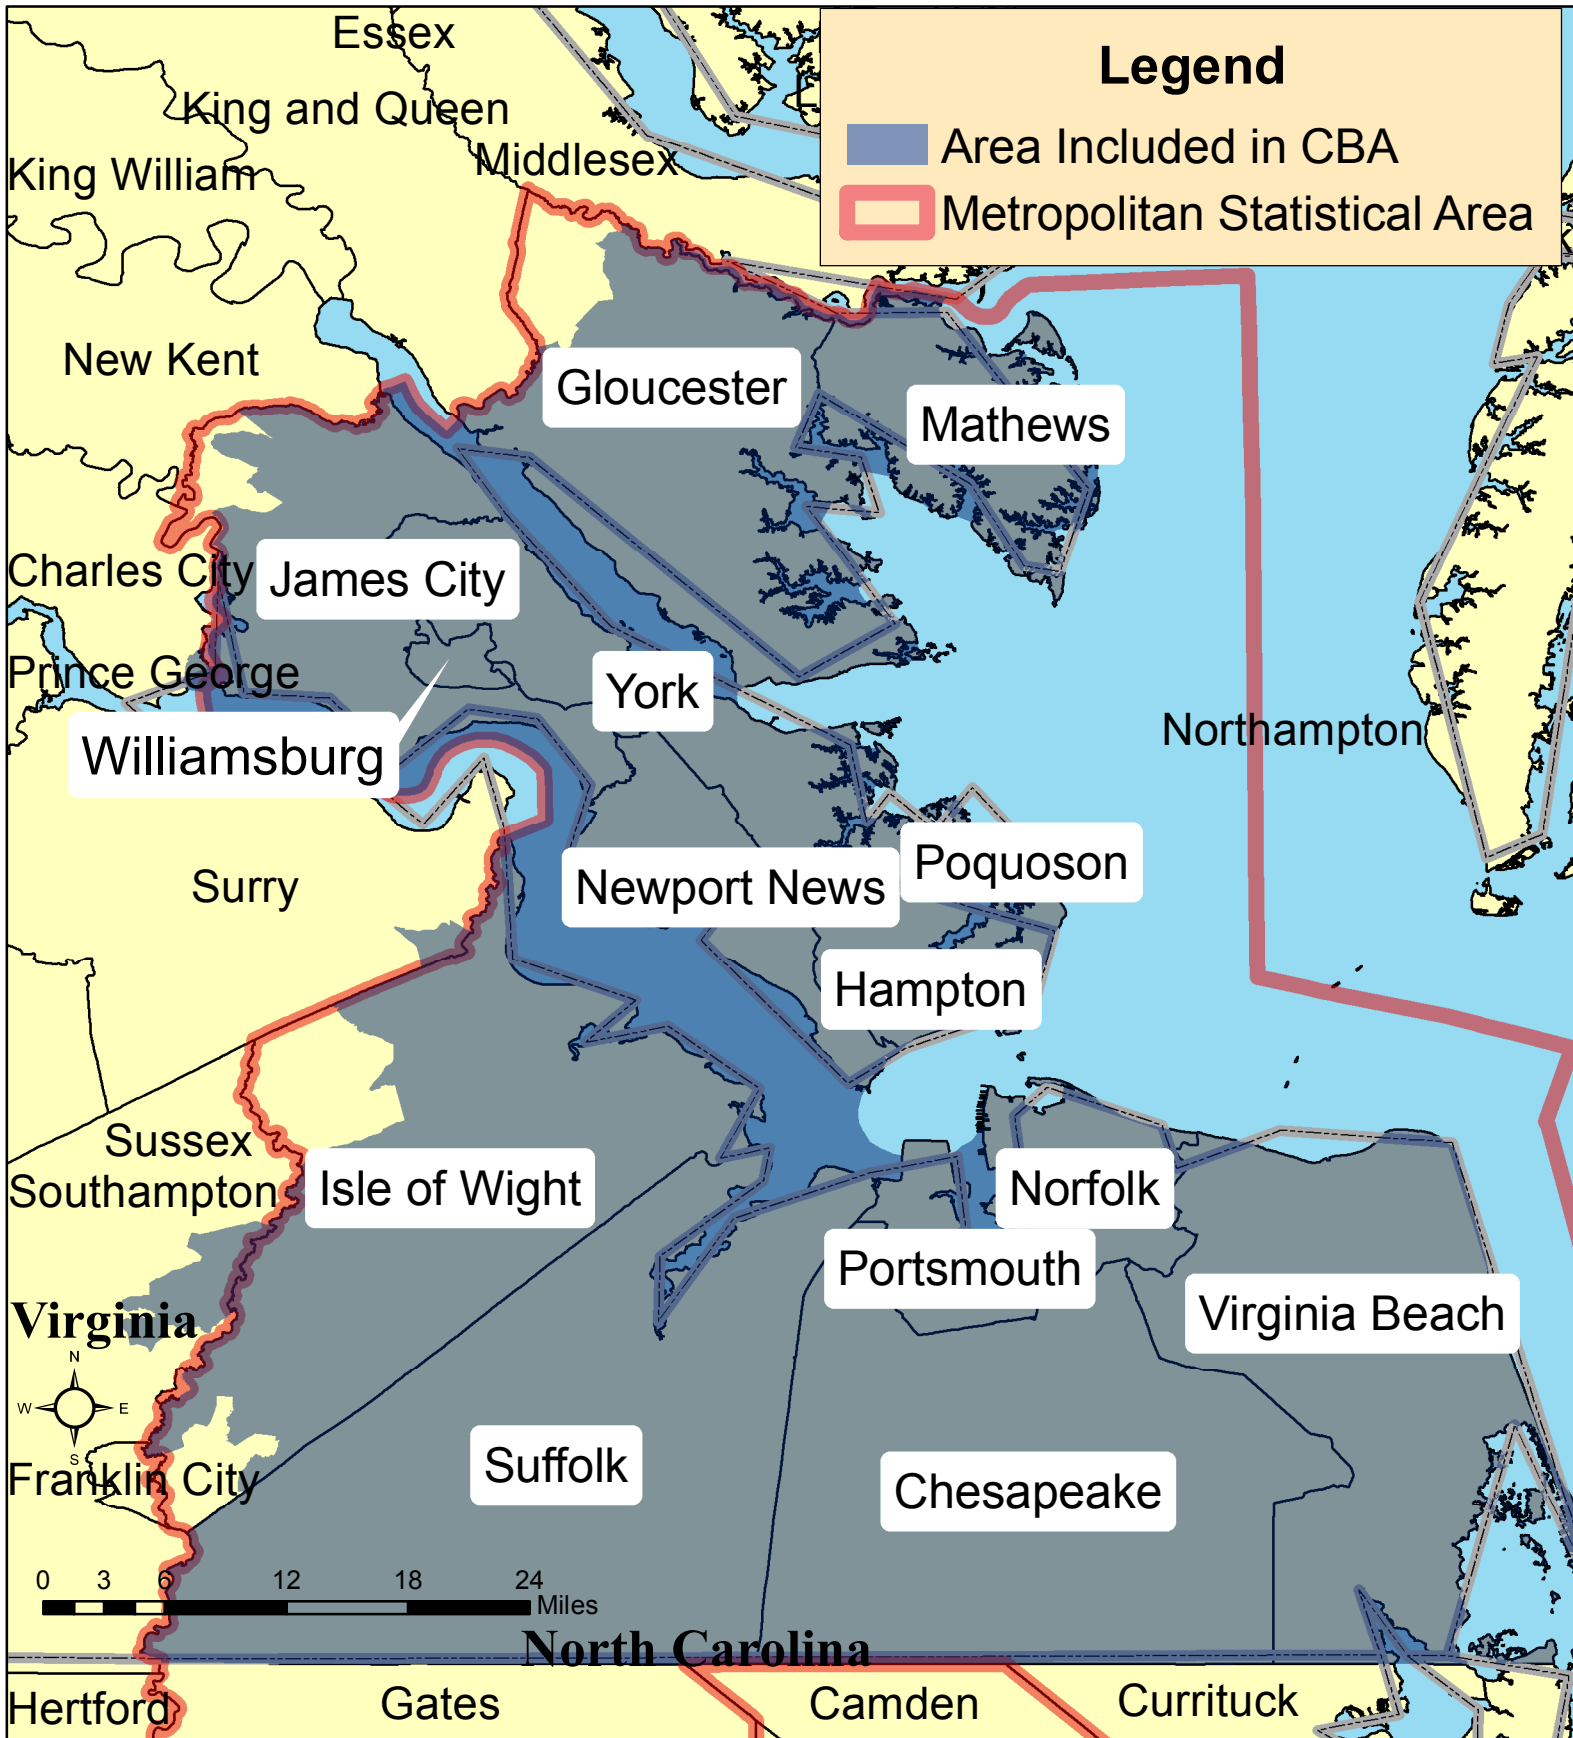 Essex
Legend
King and Queen
Area Included in CBA
Middlesex
King William
Metropolitan Statistical Area
New Kent
Gloucester
Mathews
Charles City
James City
Prince George
York
Northampton
Williamsburg
Poquoson
Surry
Newport News
Hampton
Sussex
Southampton
Isle of Wight
Norfolk
Portsmouth
Virginia Beach
Virginia
N
W E
S
Suffolk
Franklin City
Chesapeake
0 3 6 12 18 24
Miles
North Carolina
Hertford
Gates
Camden
Currituck